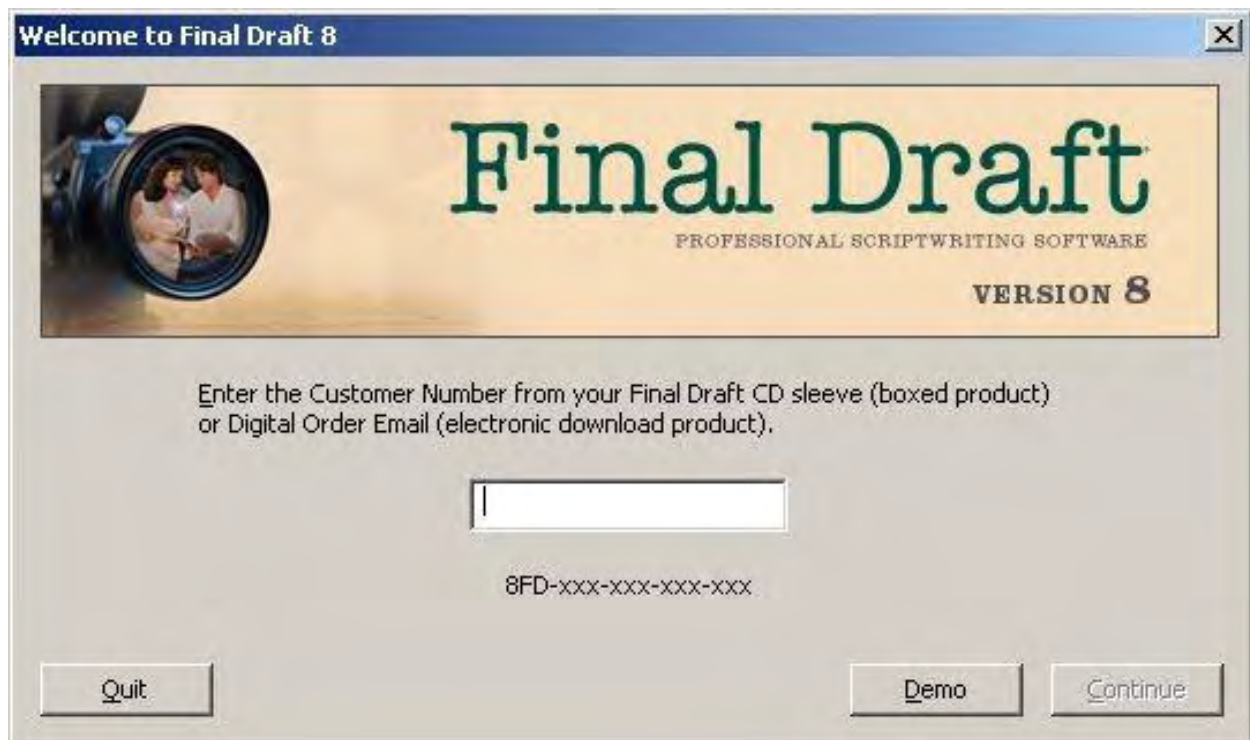 Welcome to Final Draft 8
Final Draft
PROFESSIONAL SCRIPTWRITING SOFTWARE
VERSION 8
Enter the Customer Number from your Final Draft CD sleeve (boxed product)
or Digital Order Email (electronic download product).
8FD-xxx-xxx-xxx-xxx
Quit
Demo
Continue